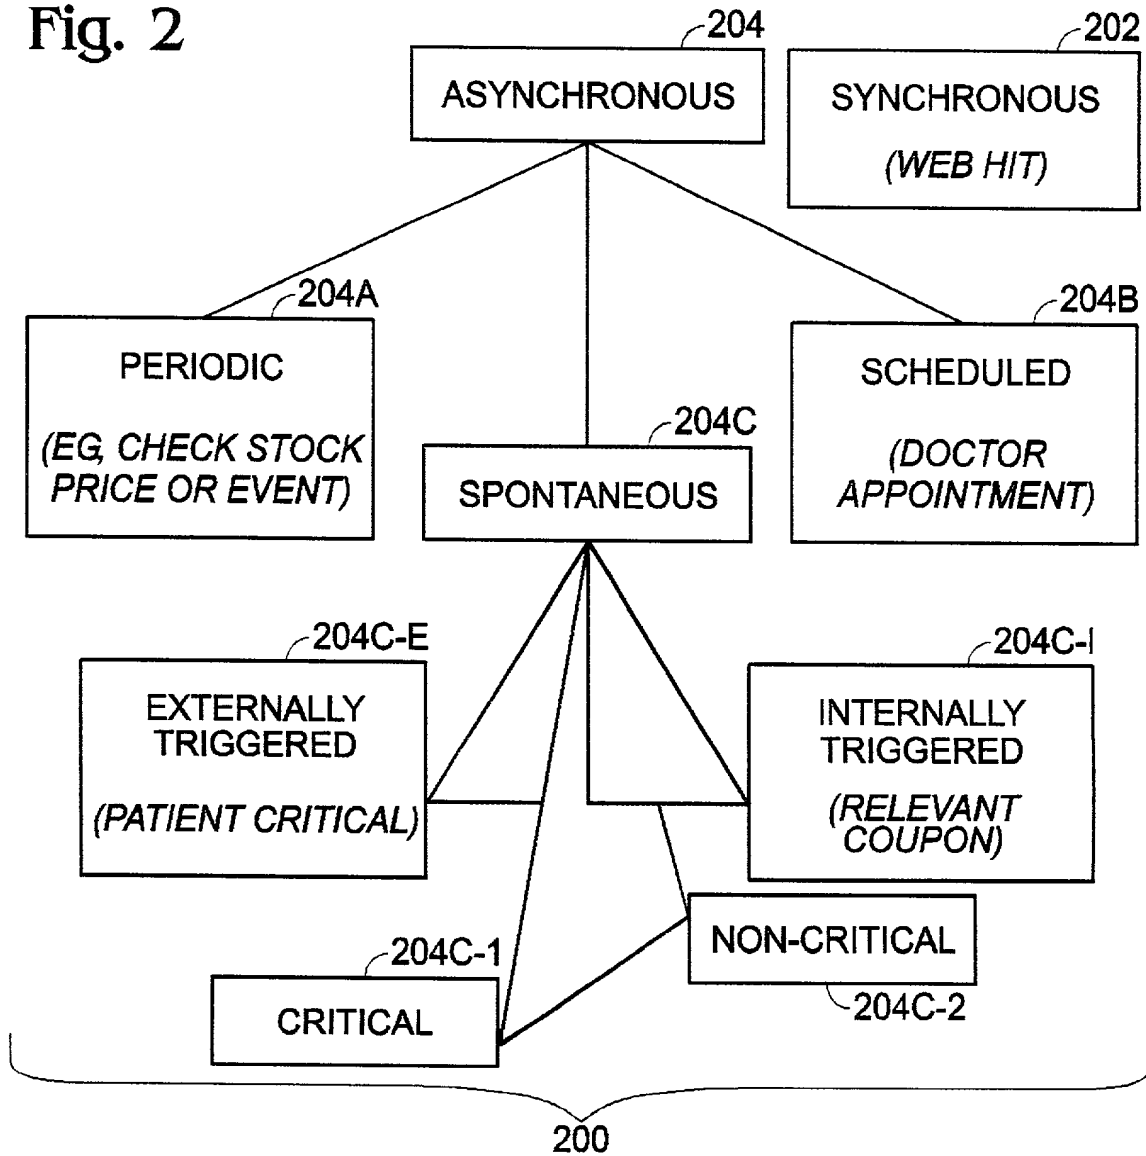 Fig. 2
204
202
ASYNCHRONOUS
SYNCHRONOUS
(WEB HIT)
204A
204B
PERIODIC
(EG, CHECK STOCK
PRICE OR EVENT)
204C
SPONTANEOUS
SCHEDULED
(DOCTOR
APPOINTMENT)
204C-E
204C-I
EXTERNALLY
TRIGGERED
(PATIENT CRITICAL)
INTERNALLY
TRIGGERED
(RELEVANT
COUPON)
204C-1
CRITICAL
NON-CRITICAL
204C-2
200